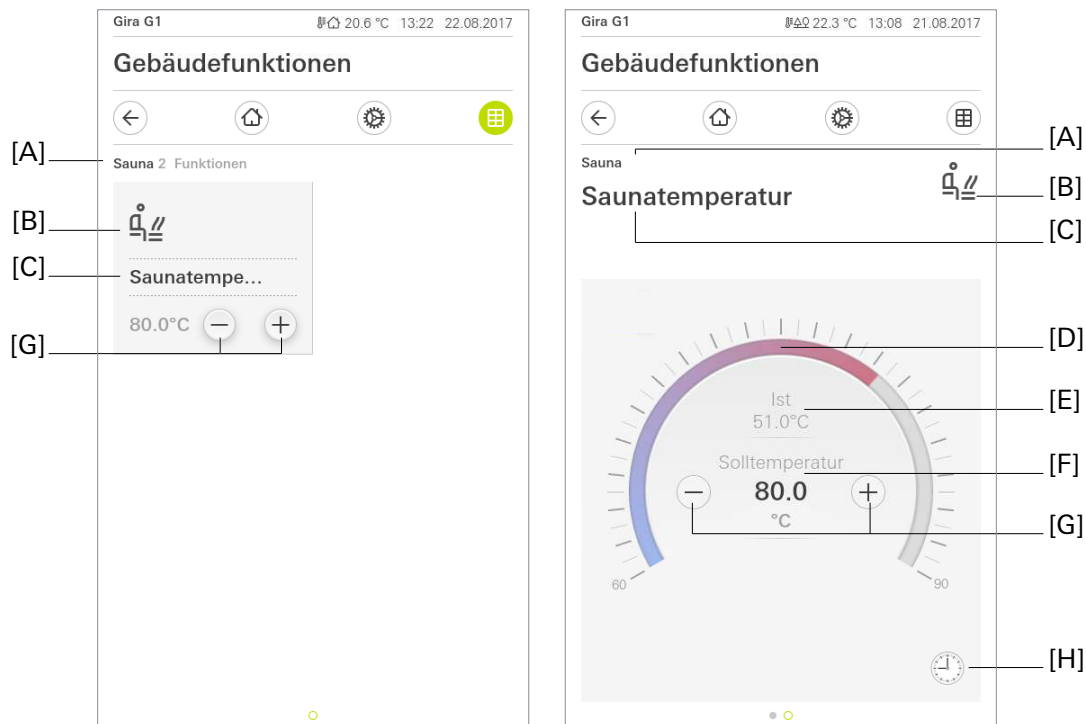 Gira G1 20.6 °C 13:22 22.08.2017
Gebäudefunktionen
Sauna 2 Funktionen
Saunatempe...
80.0°C − +
[A]
[B]
[C]
[G]
Gira G1 22.3 °C 13:08 21.08.2017
Gebäudefunktionen
Sauna
Saunatemperatur
Ist
51.0°C
Solltemperatur
− 80.0 +
°C
60 90
[A]
[B]
[C]
[D]
[E]
[F]
[G]
[H]